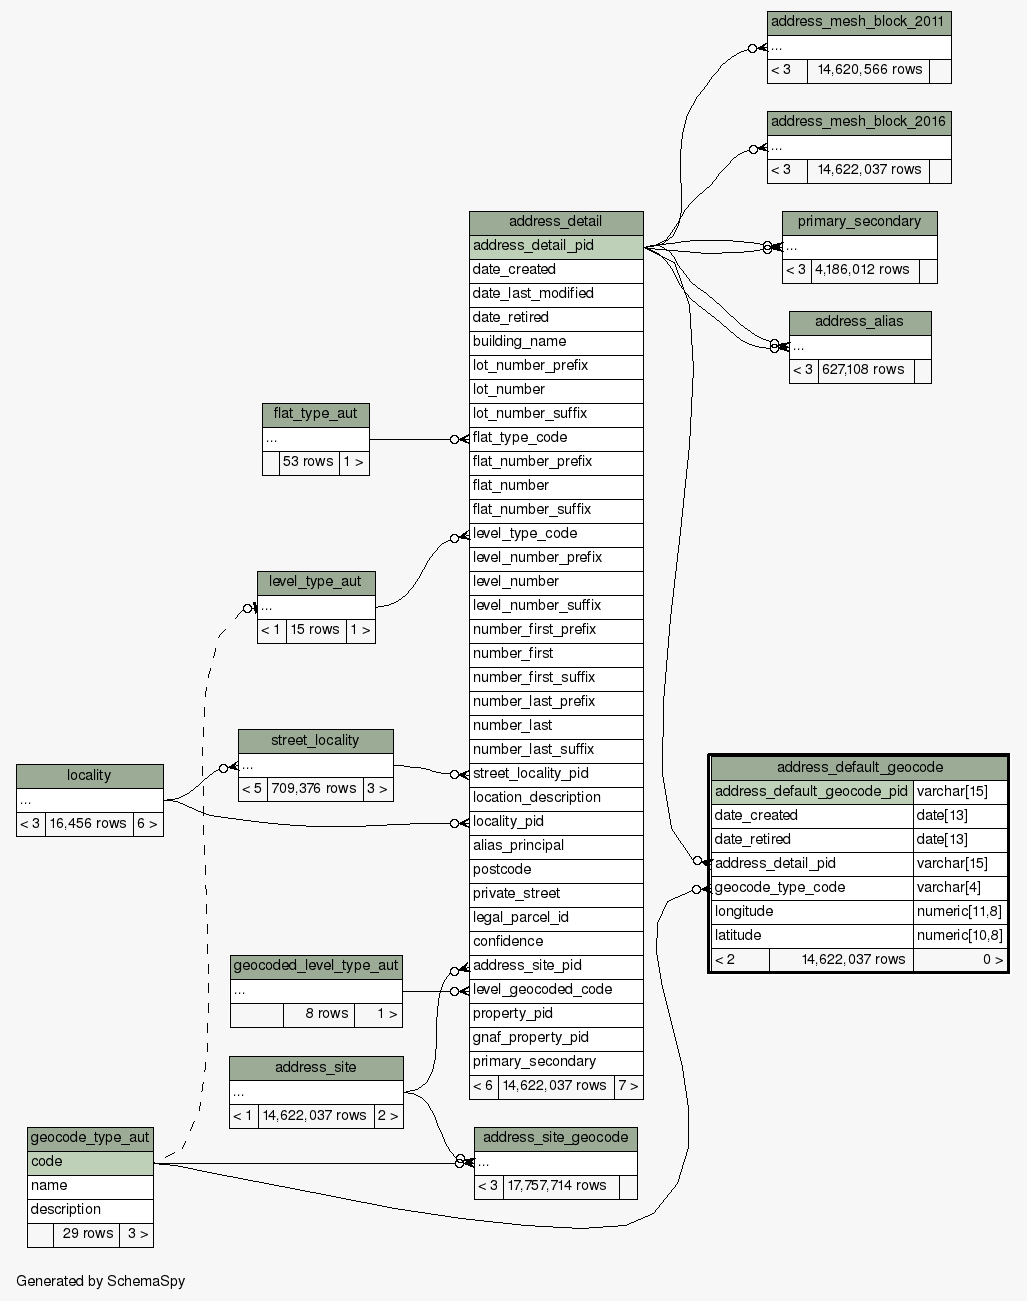 address_mesh_block_2011
...
< 3 14,620,566 rows
address_mesh_block_2016
...
< 3 14,622,037 rows
primary_secondary
...
< 3 4,186,012 rows
address_alias
...
< 3 627,108 rows
address_detail
address_detail_pid
date_created
date_last_modified
date_retired
building_name
lot_number_prefix
lot_number
lot_number_suffix
flat_type_code
flat_number_prefix
flat_number
flat_number_suffix
level_type_code
level_number_prefix
level_number
level_number_suffix
number_first_prefix
number_first
number_first_suffix
number_last_prefix
number_last
number_last_suffix
street_locality_pid
location_description
locality_pid
alias_principal
postcode
private_street
legal_parcel_id
confidence
address_site_pid
level_geocoded_code
property_pid
gnaf_property_pid
primary_secondary
< 6 14,622,037 rows 7 >
flat_type_aut
...
53 rows 1 >
level_type_aut
...
< 1 15 rows 1 >
street_locality
...
< 5 709,376 rows 3 >
locality
...
< 3 16,456 rows 6 >
address_default_geocode
address_default_geocode_pid varchar[15]
date_created date[13]
date_retired date[13]
address_detail_pid varchar[15]
geocode_type_code varchar[4]
longitude numeric[11,8]
latitude numeric[10,8]
< 2 14,622,037 rows 0 >
geocoded_level_type_aut
...
8 rows 1 >
address_site
...
< 1 14,622,037 rows 2 >
address_site_geocode
...
< 3 17,757,714 rows
geocode_type_aut
code
name
description
29 rows 3 >
Generated by SchemaSpy